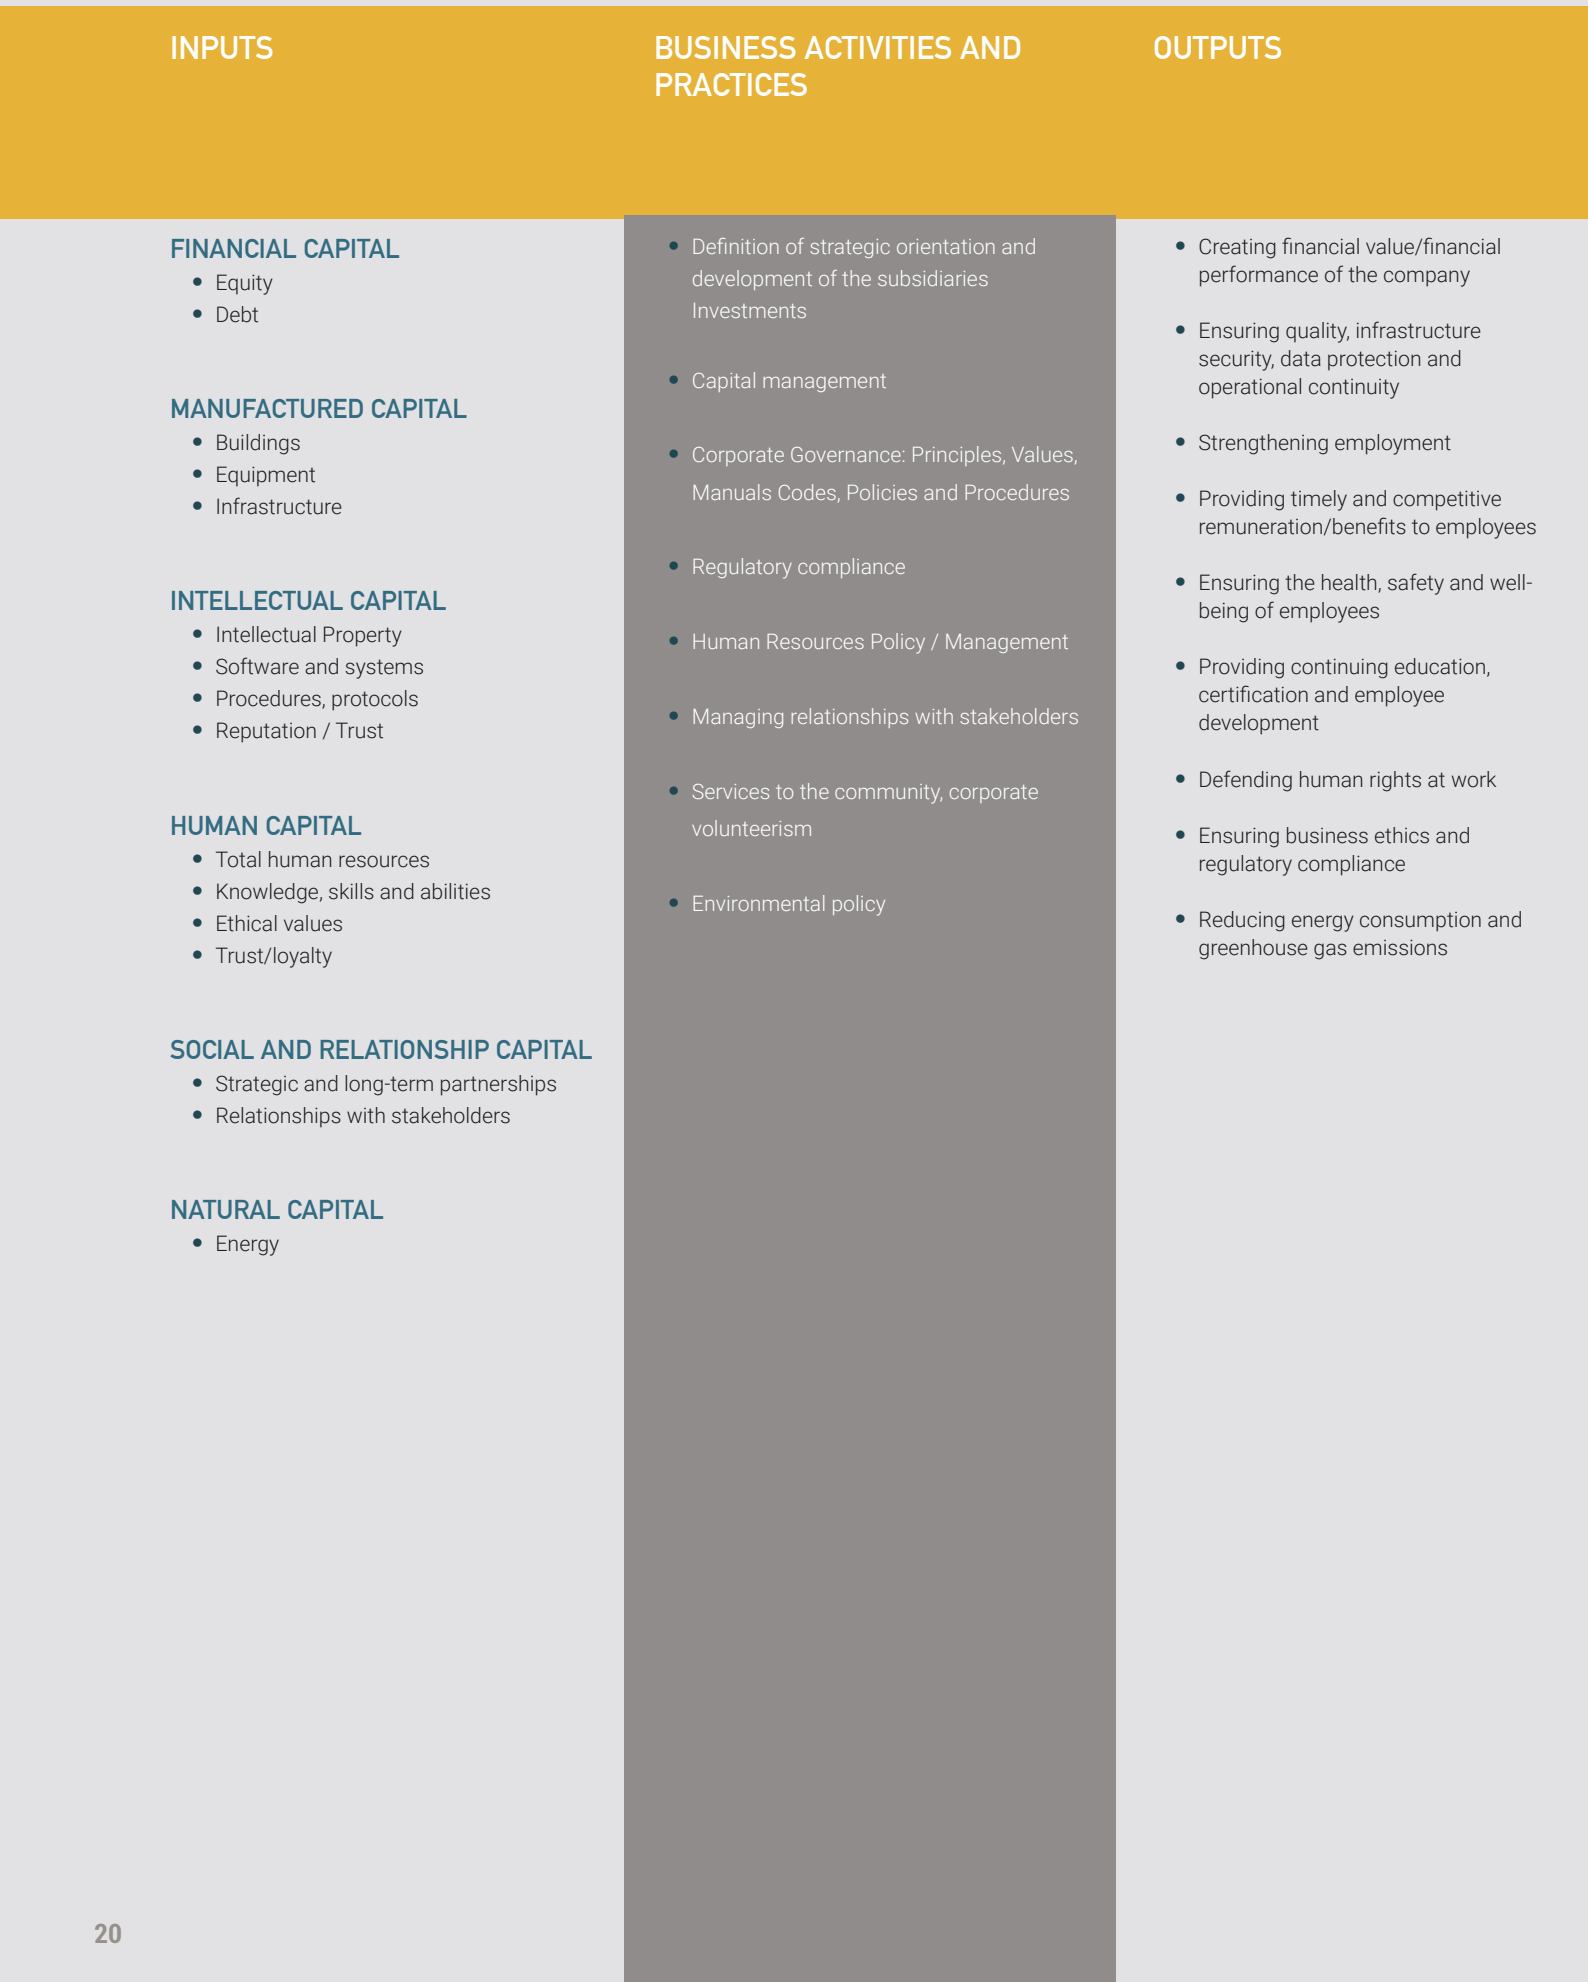 INPUTS
BUSINESS ACTIVITIES AND
PRACTICES
OUTPUTS
FINANCIAL CAPITAL
• Equity
• Debt
MANUFACTURED CAPITAL
• Buildings
• Equipment
• Infrastructure
INTELLECTUAL CAPITAL
• Intellectual Property
• Software and systems
• Procedures, protocols
• Reputation / Trust
HUMAN CAPITAL
• Total human resources
• Knowledge, skills and abilities
• Ethical values
• Trust/loyalty
SOCIAL AND RELATIONSHIP CAPITAL
• Strategic and long-term partnerships
• Relationships with stakeholders
NATURAL CAPITAL
• Energy
• Definition of strategic orientation and
development of the subsidiaries
Investments
• Capital management
• Corporate Governance: Principles, Values,
Manuals Codes, Policies and Procedures
• Regulatory compliance
• Human Resources Policy / Management
• Managing relationships with stakeholders
• Services to the community, corporate
volunteerism
• Environmental policy
• Creating financial value/financial
performance of the company
• Ensuring quality, infrastructure
security, data protection and
operational continuity
• Strengthening employment
• Providing timely and competitive
remuneration/benefits to employees
• Ensuring the health, safety and well-
being of employees
• Providing continuing education,
certification and employee
development
• Defending human rights at work
• Ensuring business ethics and
regulatory compliance
• Reducing energy consumption and
greenhouse gas emissions
20